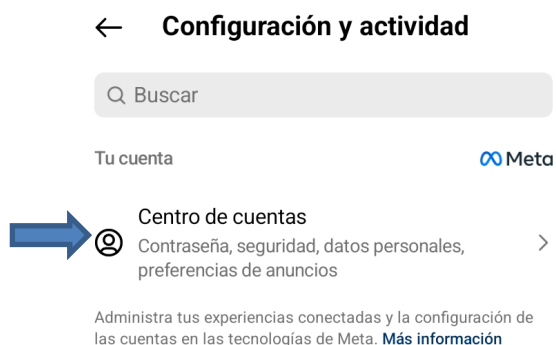 Configuración y actividad
Buscar
Tu cuenta
Meta
Centro de cuentas
Contraseña, seguridad, datos personales,
preferencias de anuncios
Administra tus experiencias conectadas y la configuración de
las cuentas en las tecnologías de Meta. Más información